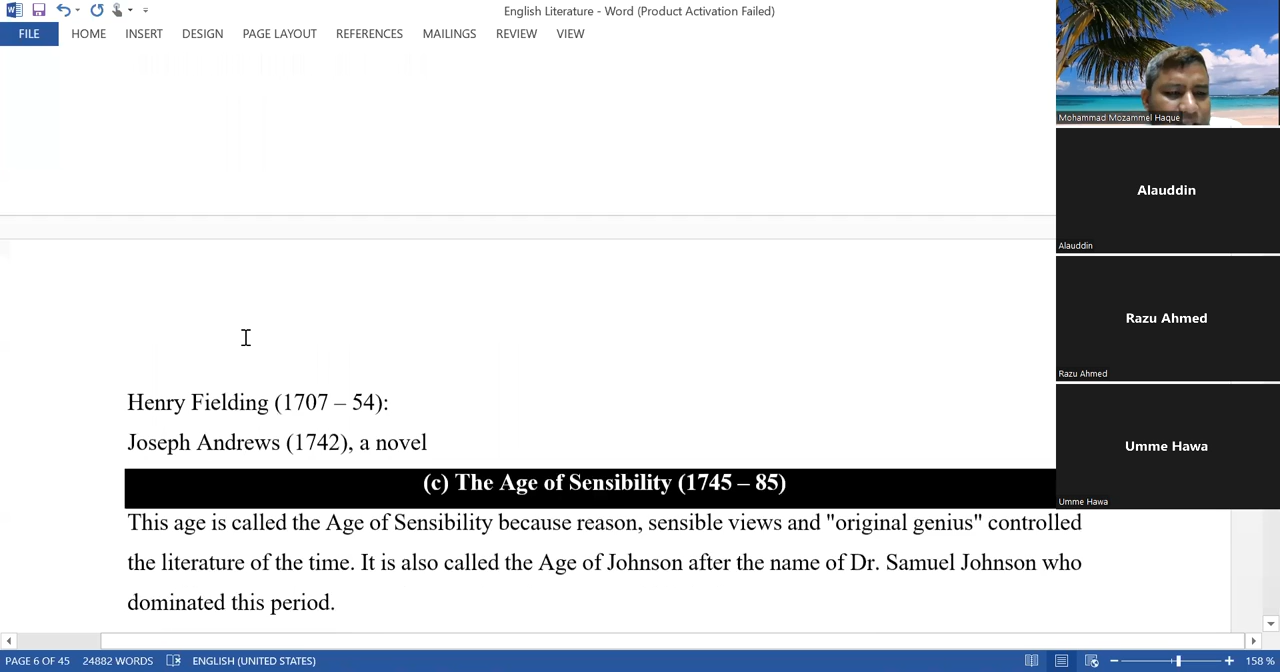 English Literature - Word (Product Activation Failed)
FILE HOME INSERT DESIGN PAGE LAYOUT REFERENCES MAILINGS REVIEW VIEW
Mohammad Mozammel Haque
Alauddin
Alauddin
Razu Ahmed
Razu Ahmed
Umme Hawa
Umme Hawa
Henry Fielding (1707 – 54):
Joseph Andrews (1742), a novel
(c) The Age of Sensibility (1745 – 85)
This age is called the Age of Sensibility because reason, sensible views and "original genius" controlled
the literature of the time. It is also called the Age of Johnson after the name of Dr. Samuel Johnson who
dominated this period.
PAGE 6 OF 45 24882 WORDS ENGLISH (UNITED STATES) 158 %